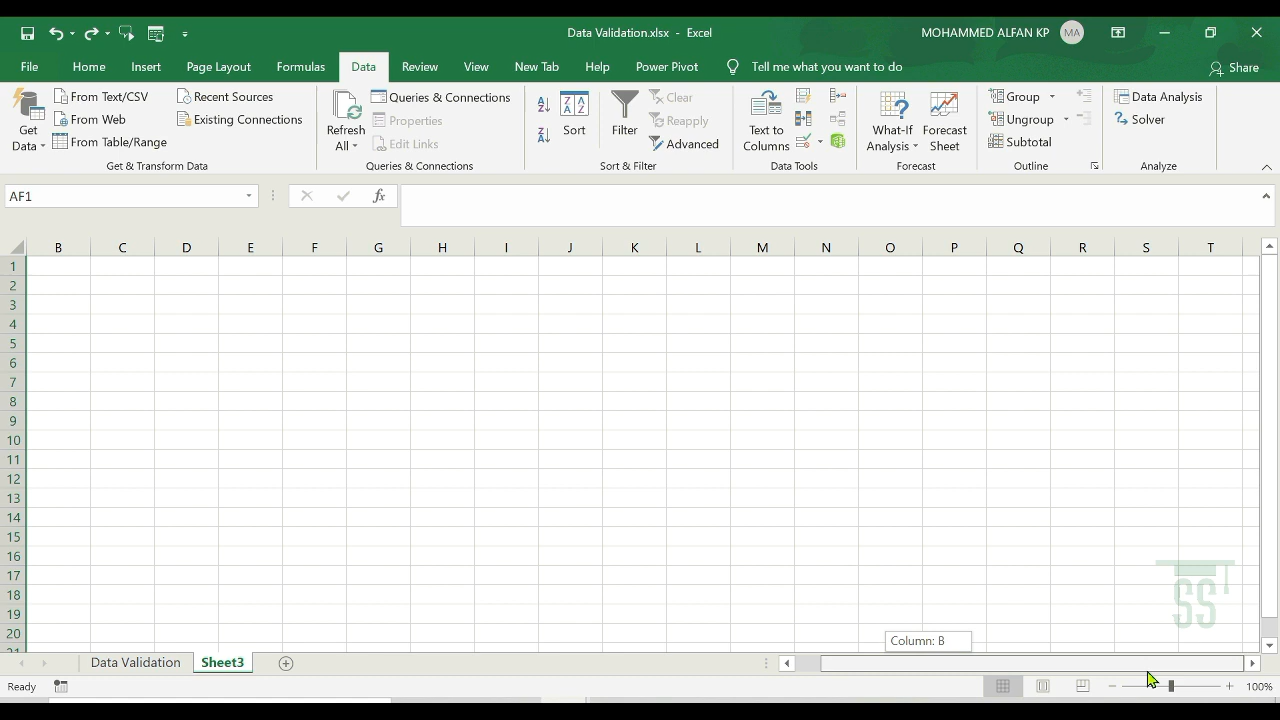 Data Validation.xlsx - Excel
MOHAMMED ALFAN KP MA
File Home Insert Page Layout Formulas Data Review View New Tab Help Power Pivot Tell me what you want to do Share
Get Data
From Text/CSV
From Web
From Table/Range
Recent Sources
Existing Connections
Get & Transform Data
Refresh All
Queries & Connections
Properties
Edit Links
Queries & Connections
Sort
Filter
Clear
Reapply
Advanced
Sort & Filter
Text to Columns
Data Tools
What-If Analysis
Forecast Sheet
Forecast
Group
Ungroup
Subtotal
Outline
Data Analysis
Solver
Analyze
AF1
fx
B C D E F G H I J K L M N O P Q R S T
1
2
3
4
5
6
7
8
9
10
11
12
13
14
15
16
17
18
19
20
21
SS
Column: B
Data Validation Sheet3
Ready
100%